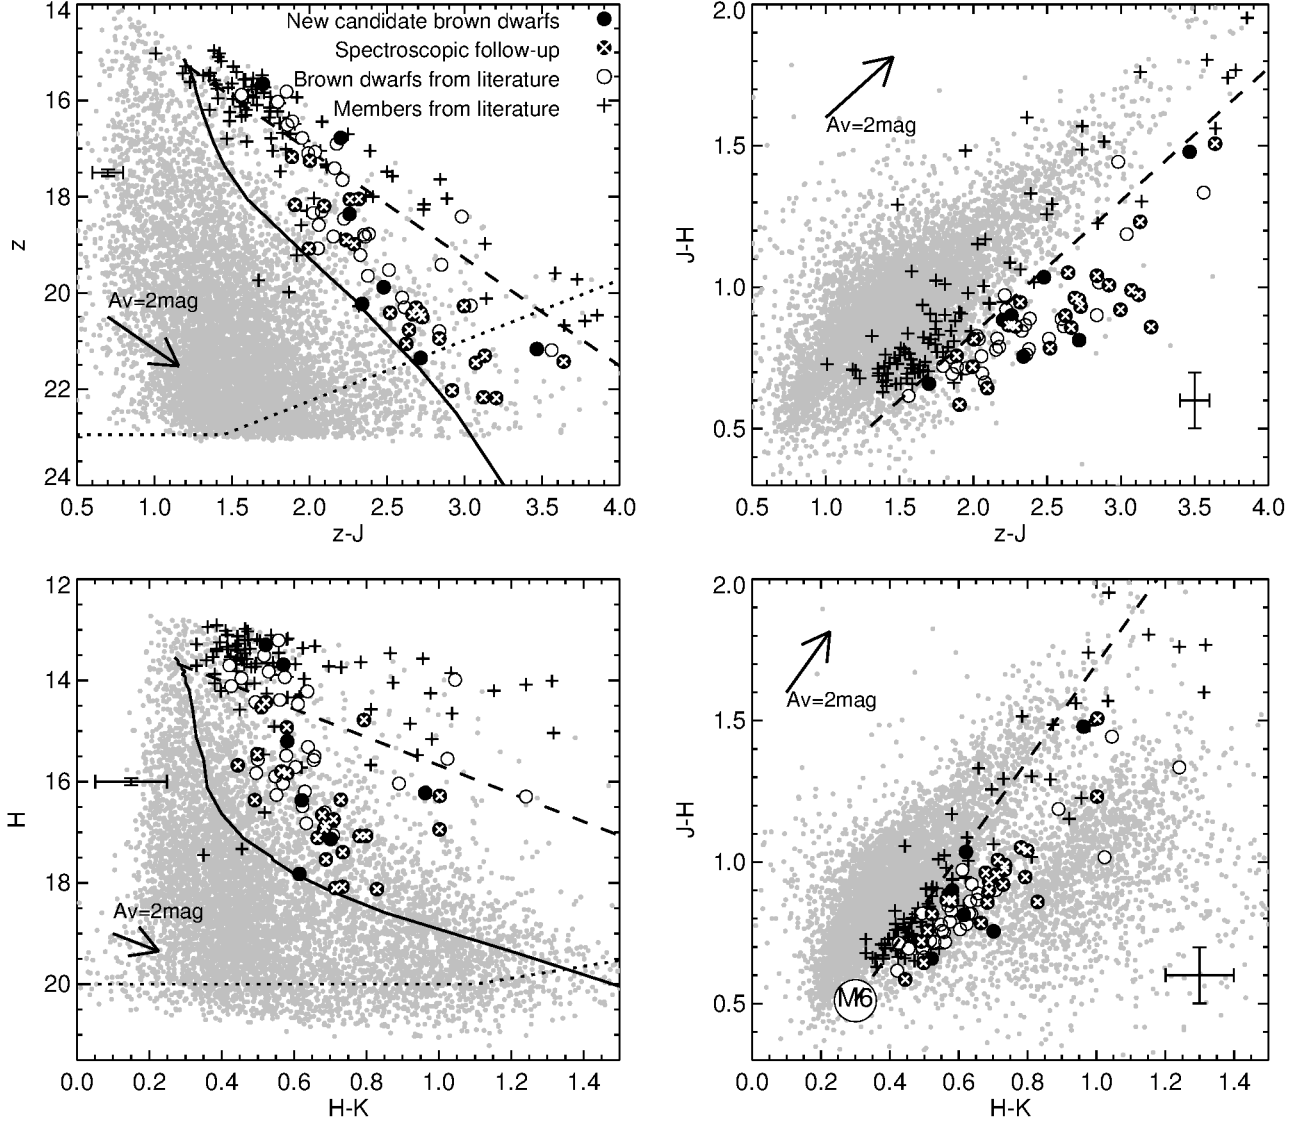 14
16
18
20
22
24
z
New candidate brown dwarfs
Spectroscopic follow-up
Brown dwarfs from literature
Members from literature
Av=2mag
0.5 1.0 1.5 2.0 2.5 3.0 3.5 4.0
z-J
2.0
1.5
1.0
0.5
J-H
Av=2mag
0.5 1.0 1.5 2.0 2.5 3.0 3.5 4.0
z-J
12
14
16
18
20
H
Av=2mag
0.0 0.2 0.4 0.6 0.8 1.0 1.2 1.4
H-K
2.0
1.5
1.0
0.5
J-H
Av=2mag
M6
0.0 0.2 0.4 0.6 0.8 1.0 1.2 1.4
H-K